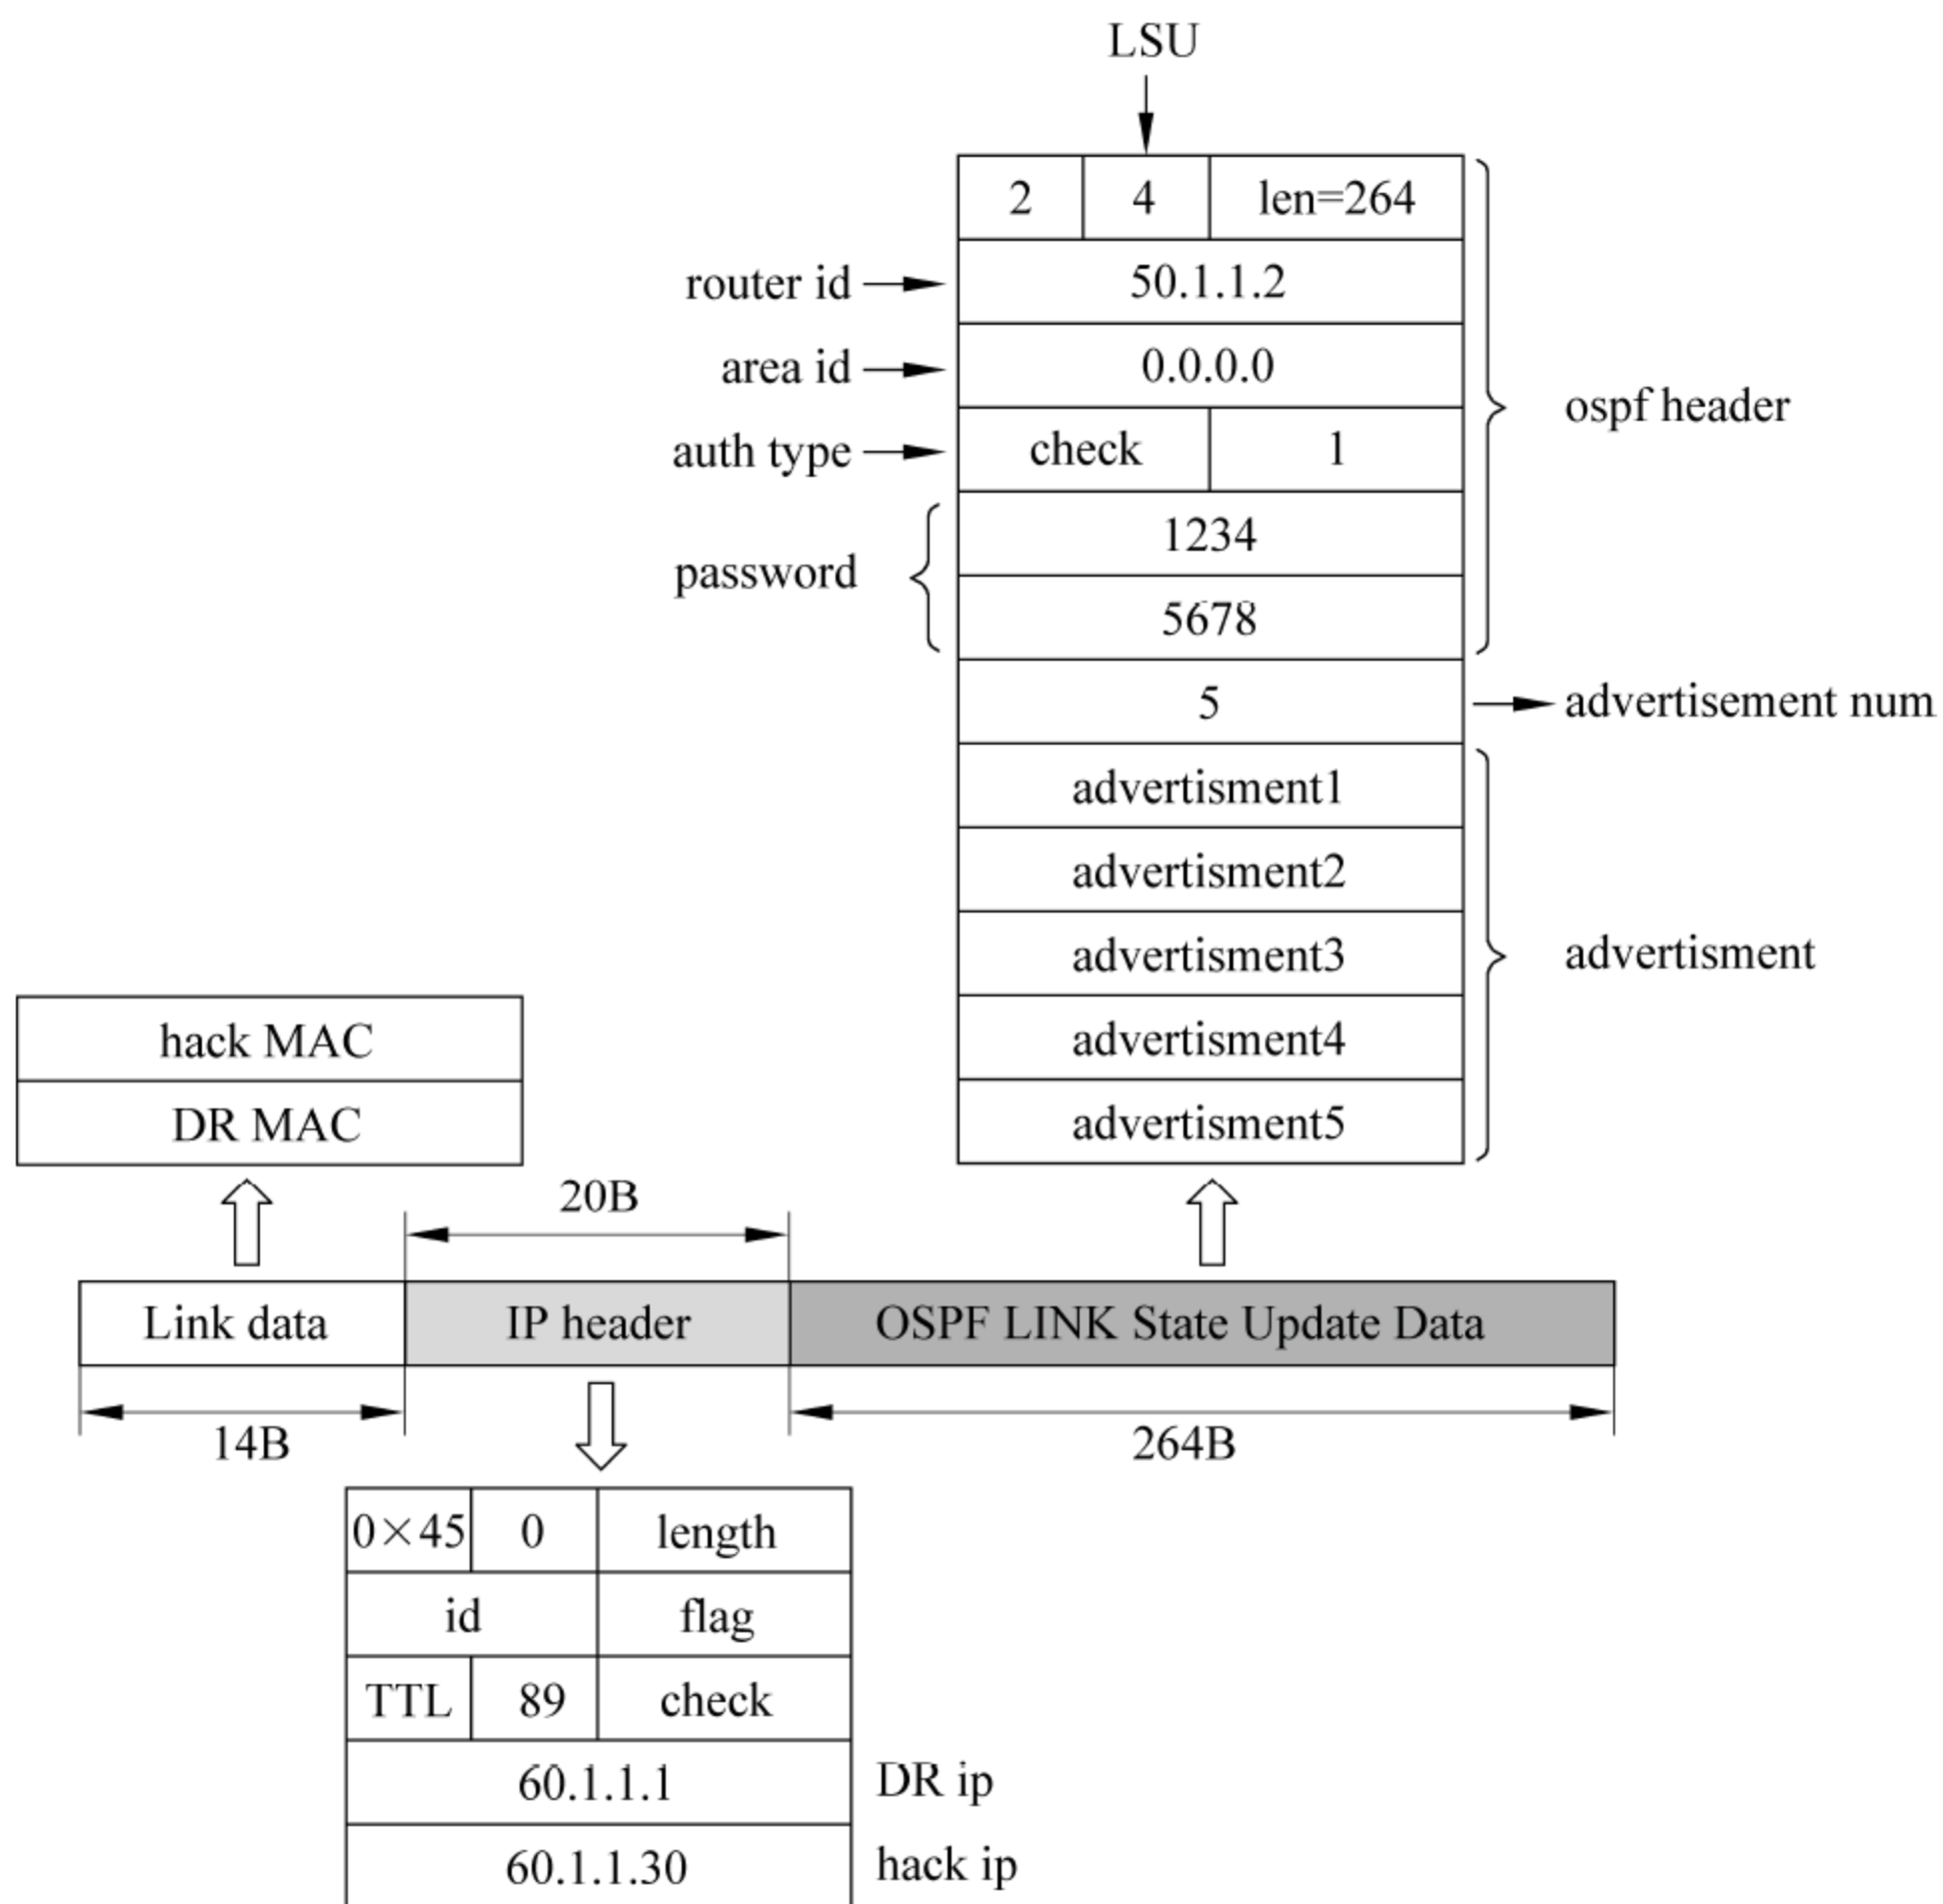 LSU
2 4 len=264
router id 50.1.1.2
area id 0.0.0.0
ospf header
auth type check 1
1234
password
5678
5 advertisement num
advertisment1
advertisment2
advertisment3 advertisment
advertisment4
advertisment5
hack MAC
DR MAC
20B
Link data IP header OSPF LINK State Update Data
14B 264B
0×45 0 length
id flag
TTL 89 check
60.1.1.1 DR ip
60.1.1.30 hack ip